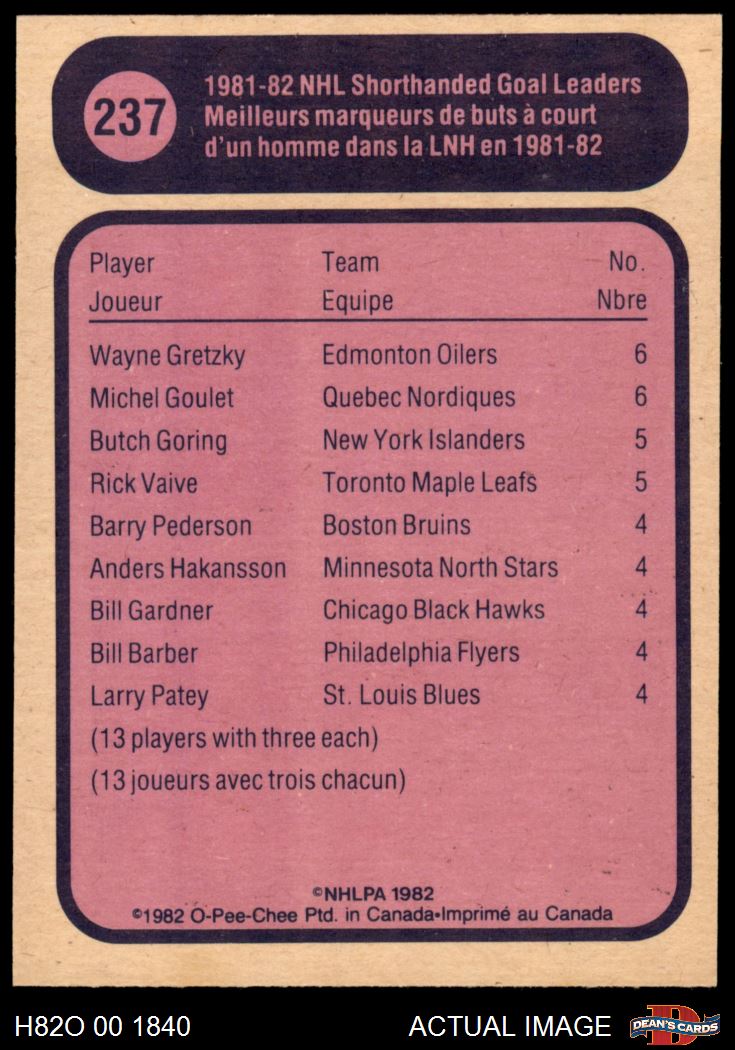 237
1981-82 NHL Shorthanded Goal Leaders
Meilleurs marqueurs de buts à court
d'un homme dans la LNH en 1981-82
Player Team No.
Joueur Equipe Nbre
Wayne Gretzky Edmonton Oilers 6
Michel Goulet Quebec Nordiques 6
Butch Goring New York Islanders 5
Rick Vaive Toronto Maple Leafs 5
Barry Pederson Boston Bruins 4
Anders Hakansson Minnesota North Stars 4
Bill Gardner Chicago Black Hawks 4
Bill Barber Philadelphia Flyers 4
Larry Patey St. Louis Blues 4
(13 players with three each)
(13 joueurs avec trois chacun)
©NHLPA 1982
©1982 O-Pee-Chee Ptd. in Canada•Imprimé au Canada
H82O 00 1840 ACTUAL IMAGE D DEAN'S CARDS